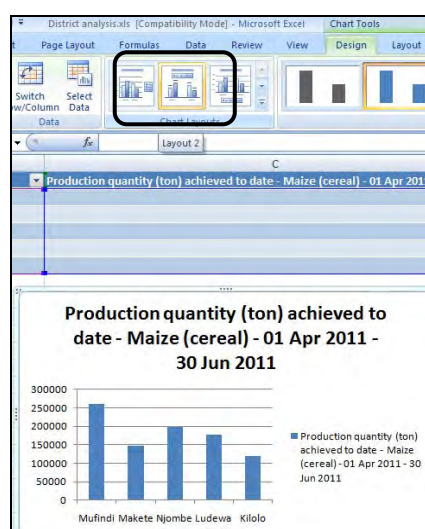 District analysis.xls [Compatibility Mode] - Microsoft Excel Chart Tools
Page Layout Formulas Data Review View Design Layout
Switch Select
Data
Data Chart Layouts
fx Layout 2
C
Production quantity (ton) achieved to date - Maize (cereal) - 01 Apr 201
Production quantity (ton) achieved to
date - Maize (cereal) - 01 Apr 2011 -
30 Jun 2011
300000
250000
200000
150000
100000
50000
0
Mufindi Makete Njombe Ludewa Kilolo
Production quantity (ton)
achieved to date - Maize
(cereal) - 01 Apr 2011 - 30
Jun 2011